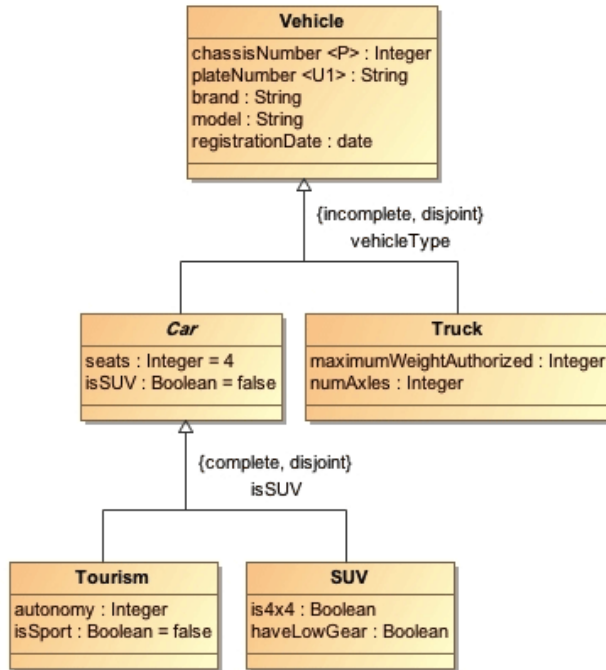 Vehicle
chassisNumber <P> : Integer
plateNumber <U1> : String
brand : String
model : String
registrationDate : date
{incomplete, disjoint}
vehicleType
Car
seats : Integer = 4
isSUV : Boolean = false
Truck
maximumWeightAuthorized : Integer
numAxles : Integer
{complete, disjoint}
isSUV
Tourism
autonomy : Integer
isSport : Boolean = false
SUV
is4x4 : Boolean
haveLowGear : Boolean